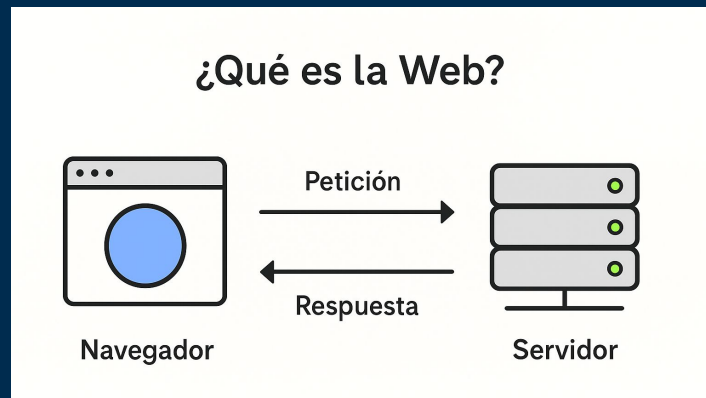 ¿Qué es la Web?
Petición
Respuesta
Navegador
Servidor